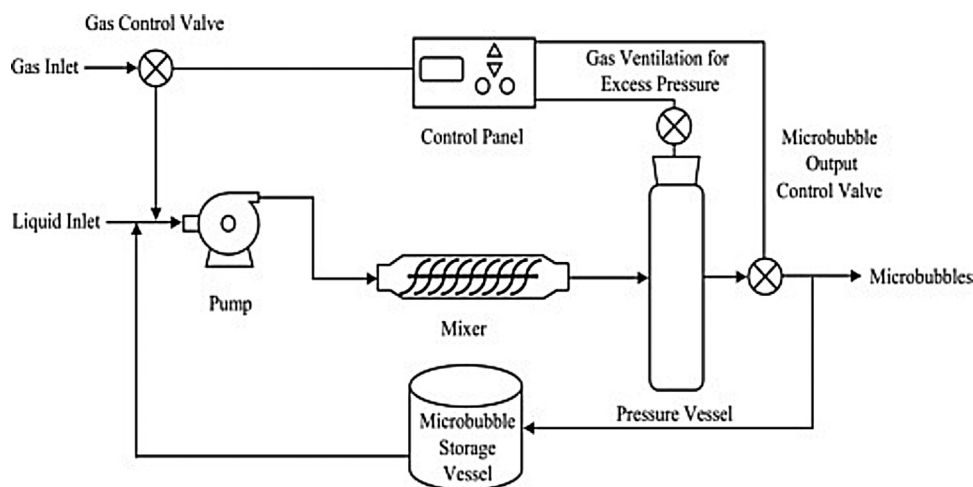 Gas Control Valve
Gas Inlet
Gas Ventilation for
Excess Pressure
Control Panel
Microbubble
Output
Control Valve
Liquid Inlet
Pump
Mixer
Microbubbles
Pressure Vessel
Microbubble
Storage
Vessel